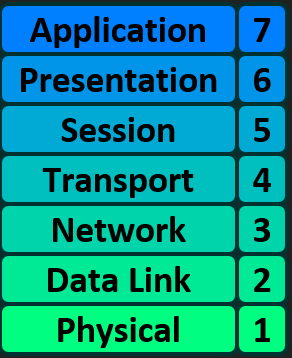 Application 7
Presentation 6
Session 5
Transport 4
Network 3
Data Link 2
Physical 1